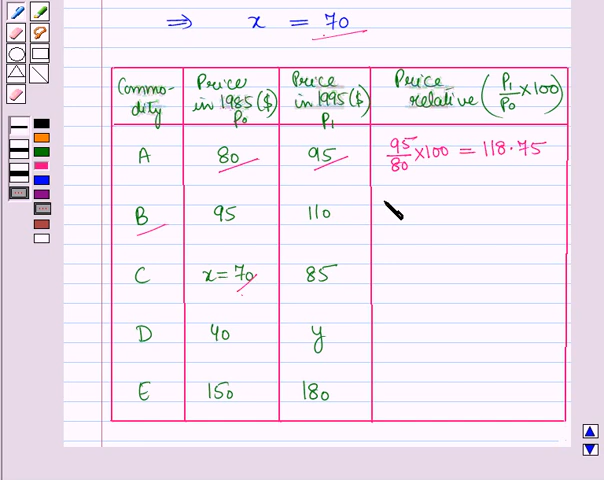 ⇒ x = 70
Commo-dity Price in 1985 ($) P₀ Price in 1995 ($) P₁ Price relative (P₁/P₀ × 100)
A 80 95 95/80 × 100 = 118.75
B 95 110
C x = 70 85
D 40 y
E 150 180